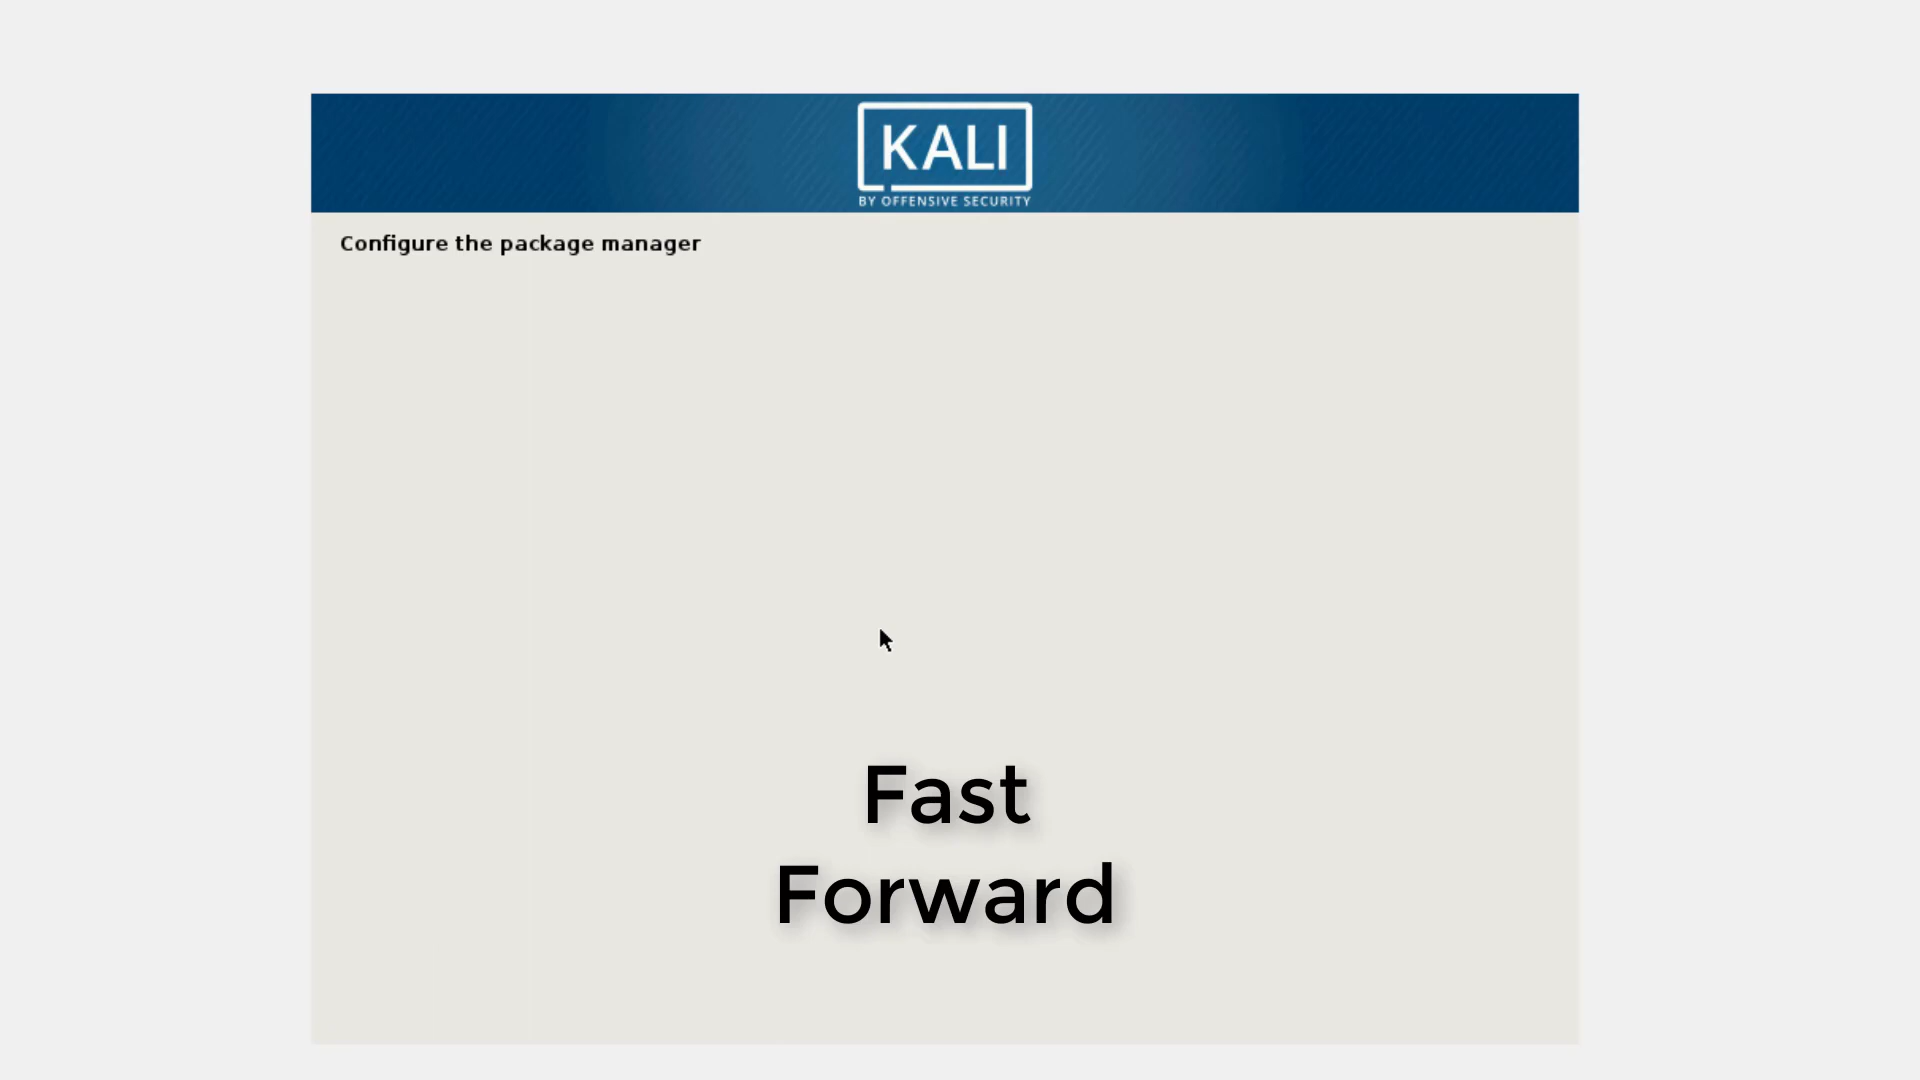 KALI
BY OFFENSIVE SECURITY
Configure the package manager
Fast
Forward